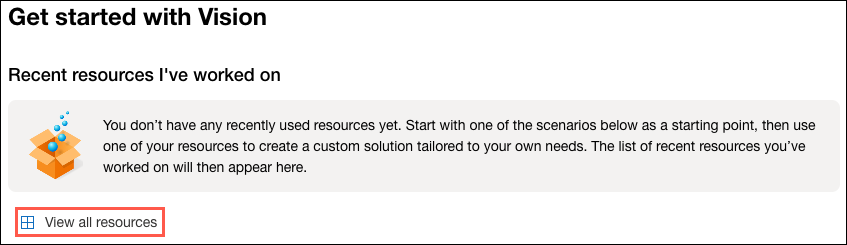 Get started with Vision
Recent resources I've worked on
You don’t have any recently used resources yet. Start with one of the scenarios below as a starting point, then use
one of your resources to create a custom solution tailored to your own needs. The list of recent resources you’ve
worked on will then appear here.
View all resources